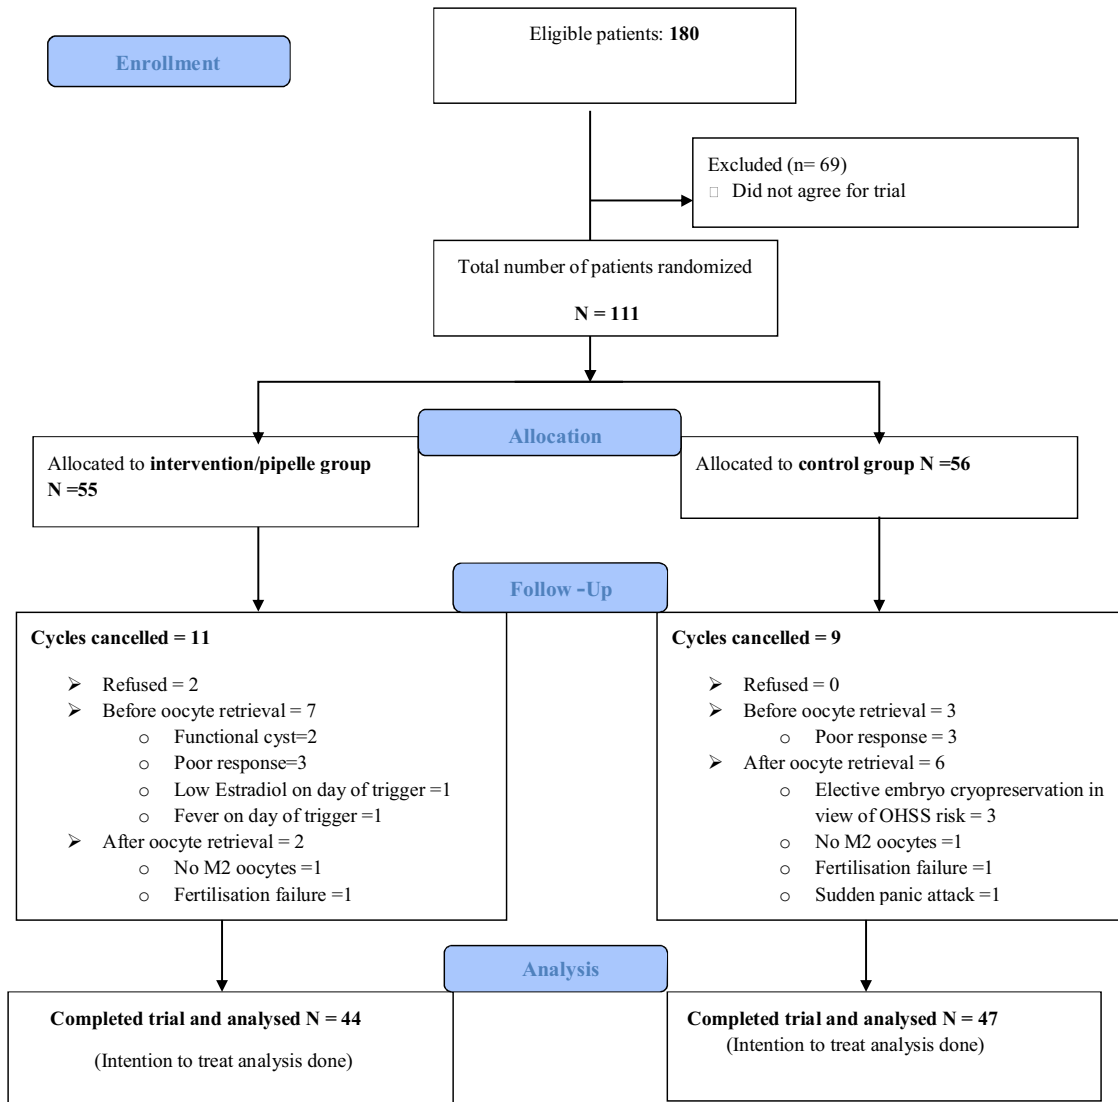 Eligible patients: 180
Enrollment
Excluded (n= 69)
Did not agree for trial
Total number of patients randomized
N = 111
Allocation
Allocated to intervention/pipelle group
N =55
Allocated to control group N =56
Follow -Up
Cycles cancelled = 11
➢ Refused = 2
➢ Before oocyte retrieval = 7
o Functional cyst=2
o Poor response=3
o Low Estradiol on day of trigger =1
o Fever on day of trigger =1
➢ After oocyte retrieval = 2
o No M2 oocytes =1
o Fertilisation failure =1
Cycles cancelled = 9
➢ Refused = 0
➢ Before oocyte retrieval = 3
o Poor response = 3
➢ After oocyte retrieval = 6
o Elective embryo cryopreservation in
view of OHSS risk = 3
o No M2 oocytes =1
o Fertilisation failure =1
o Sudden panic attack =1
Analysis
Completed trial and analysed N = 44
(Intention to treat analysis done)
Completed trial and analysed N = 47
(Intention to treat analysis done)